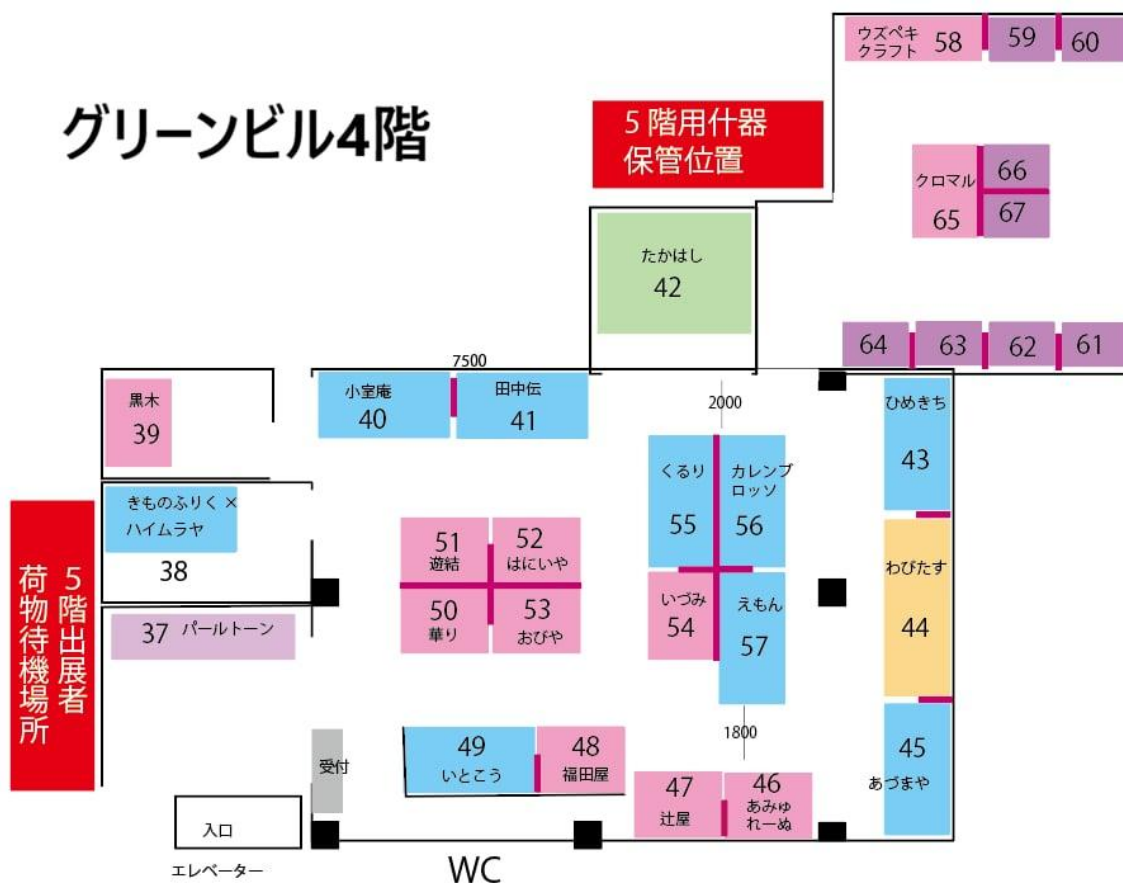 グリーンビル4階
5階用什器
保管位置
ウズペキ
クラフト 58
59
60
クロマル
65
66
67
たかはし
42
64
63
62
61
7500
2000
黒木
39
小室庵
40
田中伝
41
ひめきち
43
きものふりく×
ハイムラヤ
38
くるり
55
カレンブ
ロッソ
56
51
遊結
52
はにいや
50
華り
53
おびや
いづみ
54
えもん
57
わびたす
44
37 パールトーン
5階出展者
荷物待機場所
1800
受付
49
いとこう
48
福田屋
47
辻屋
46
あみゅ
れーぬ
45
あづまや
入口
エレベーター
WC